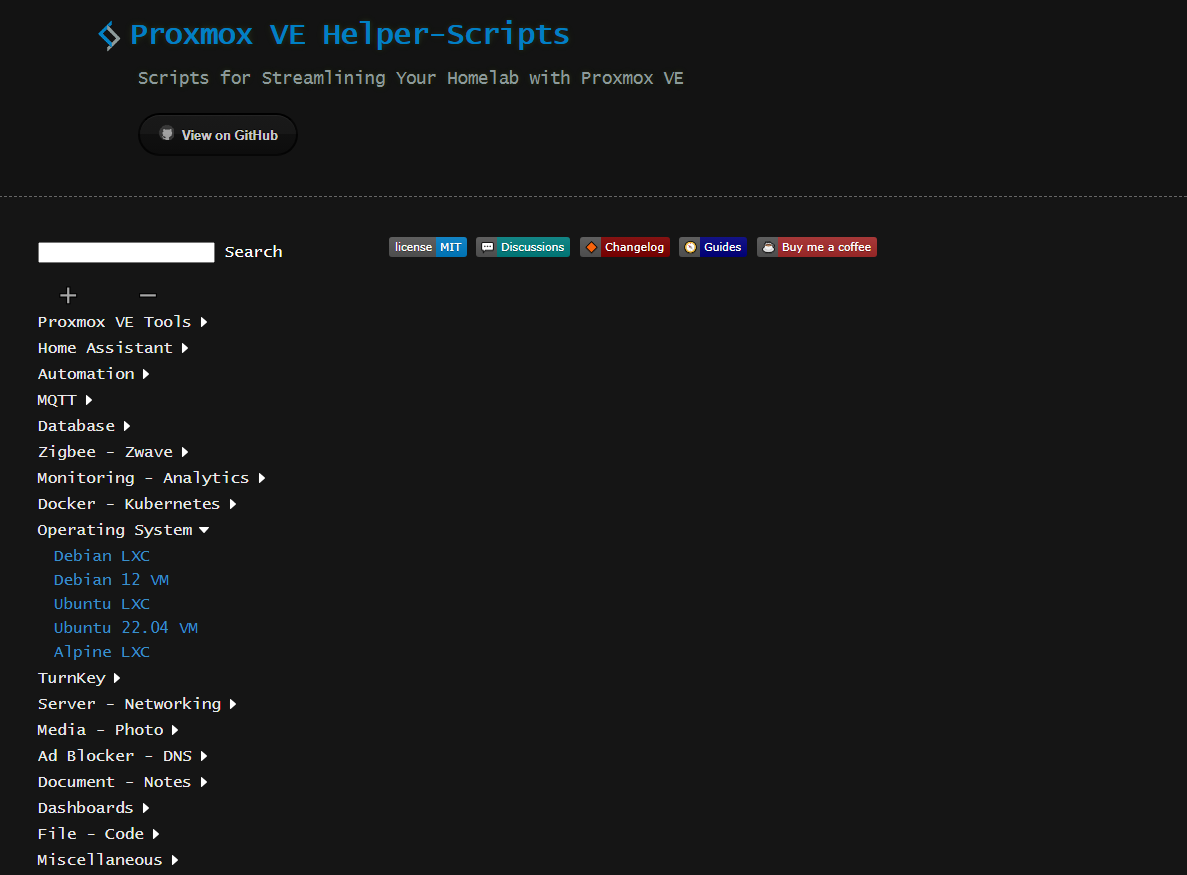 Proxmox VE Helper-Scripts
Scripts for Streamlining Your Homelab with Proxmox VE
View on GitHub
Search
license MIT
Discussions
Changelog
Guides
Buy me a coffee
+ −
Proxmox VE Tools
Home Assistant
Automation
MQTT
Database
Zigbee - Zwave
Monitoring - Analytics
Docker - Kubernetes
Operating System
Debian LXC
Debian 12 VM
Ubuntu LXC
Ubuntu 22.04 VM
Alpine LXC
TurnKey
Server - Networking
Media - Photo
Ad Blocker - DNS
Document - Notes
Dashboards
File - Code
Miscellaneous